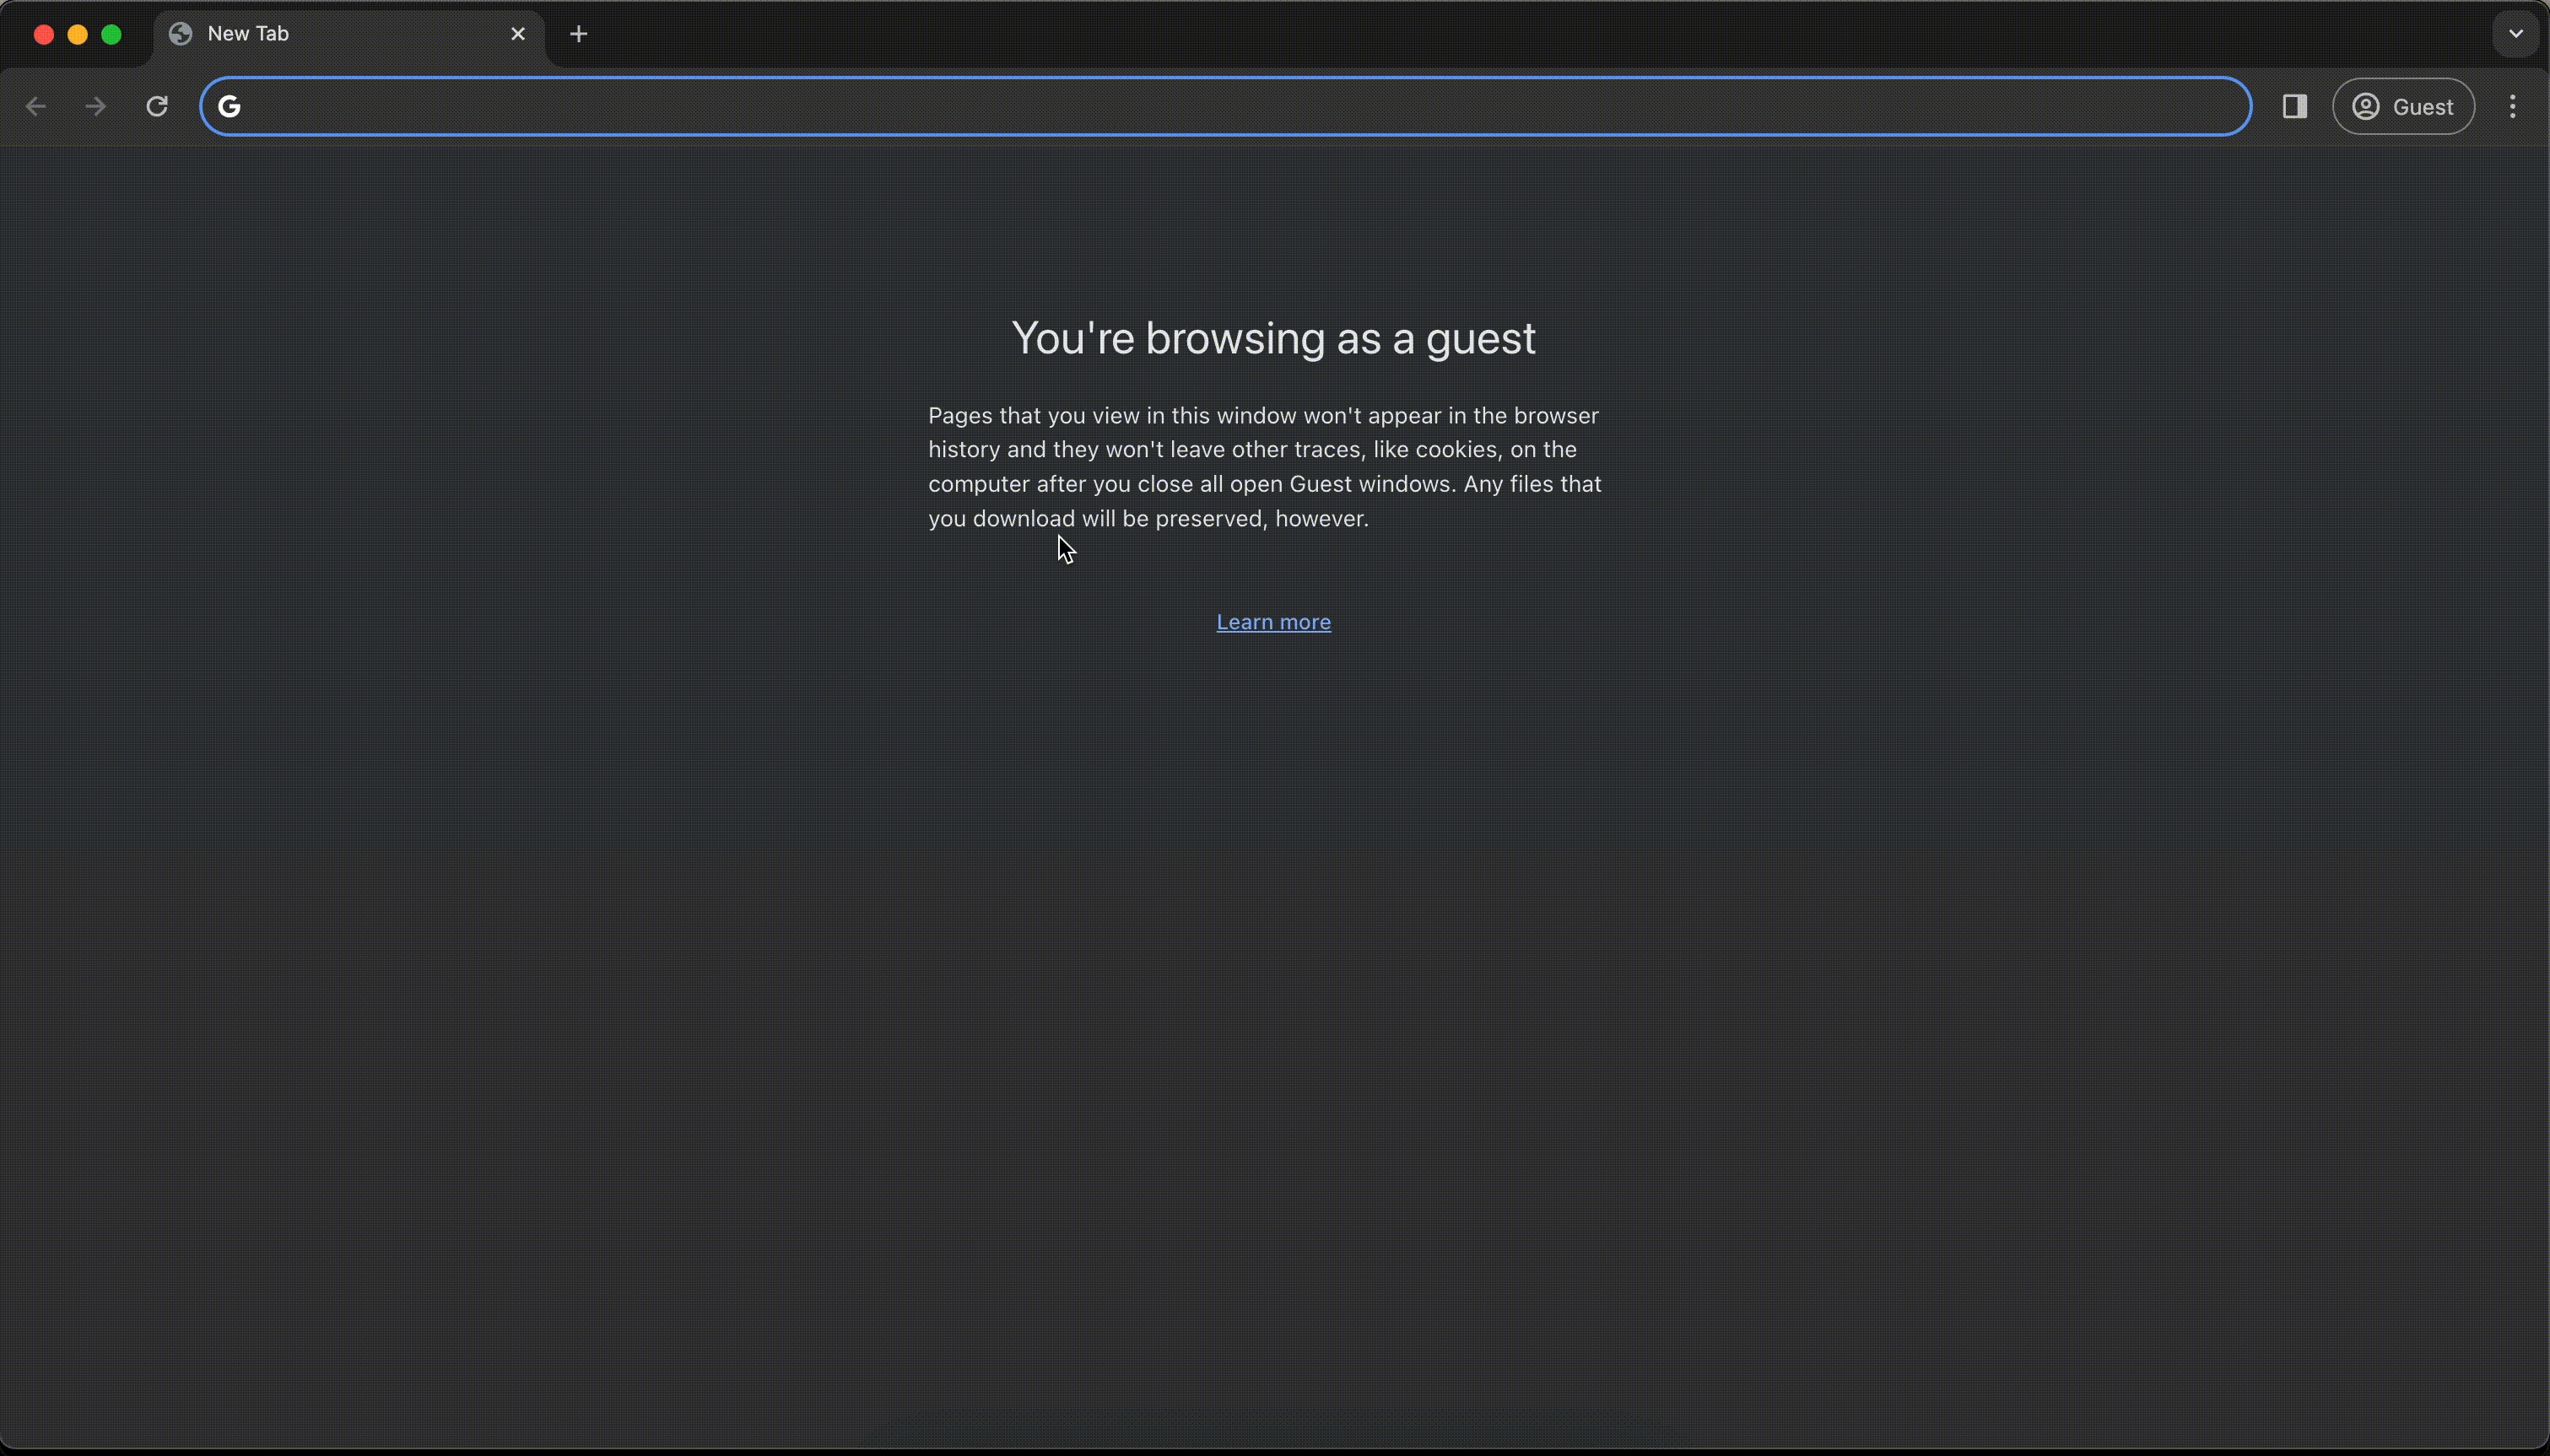 New Tab
Guest
You're browsing as a guest
Pages that you view in this window won't appear in the browser
history and they won't leave other traces, like cookies, on the
computer after you close all open Guest windows. Any files that
you download will be preserved, however.
Learn more